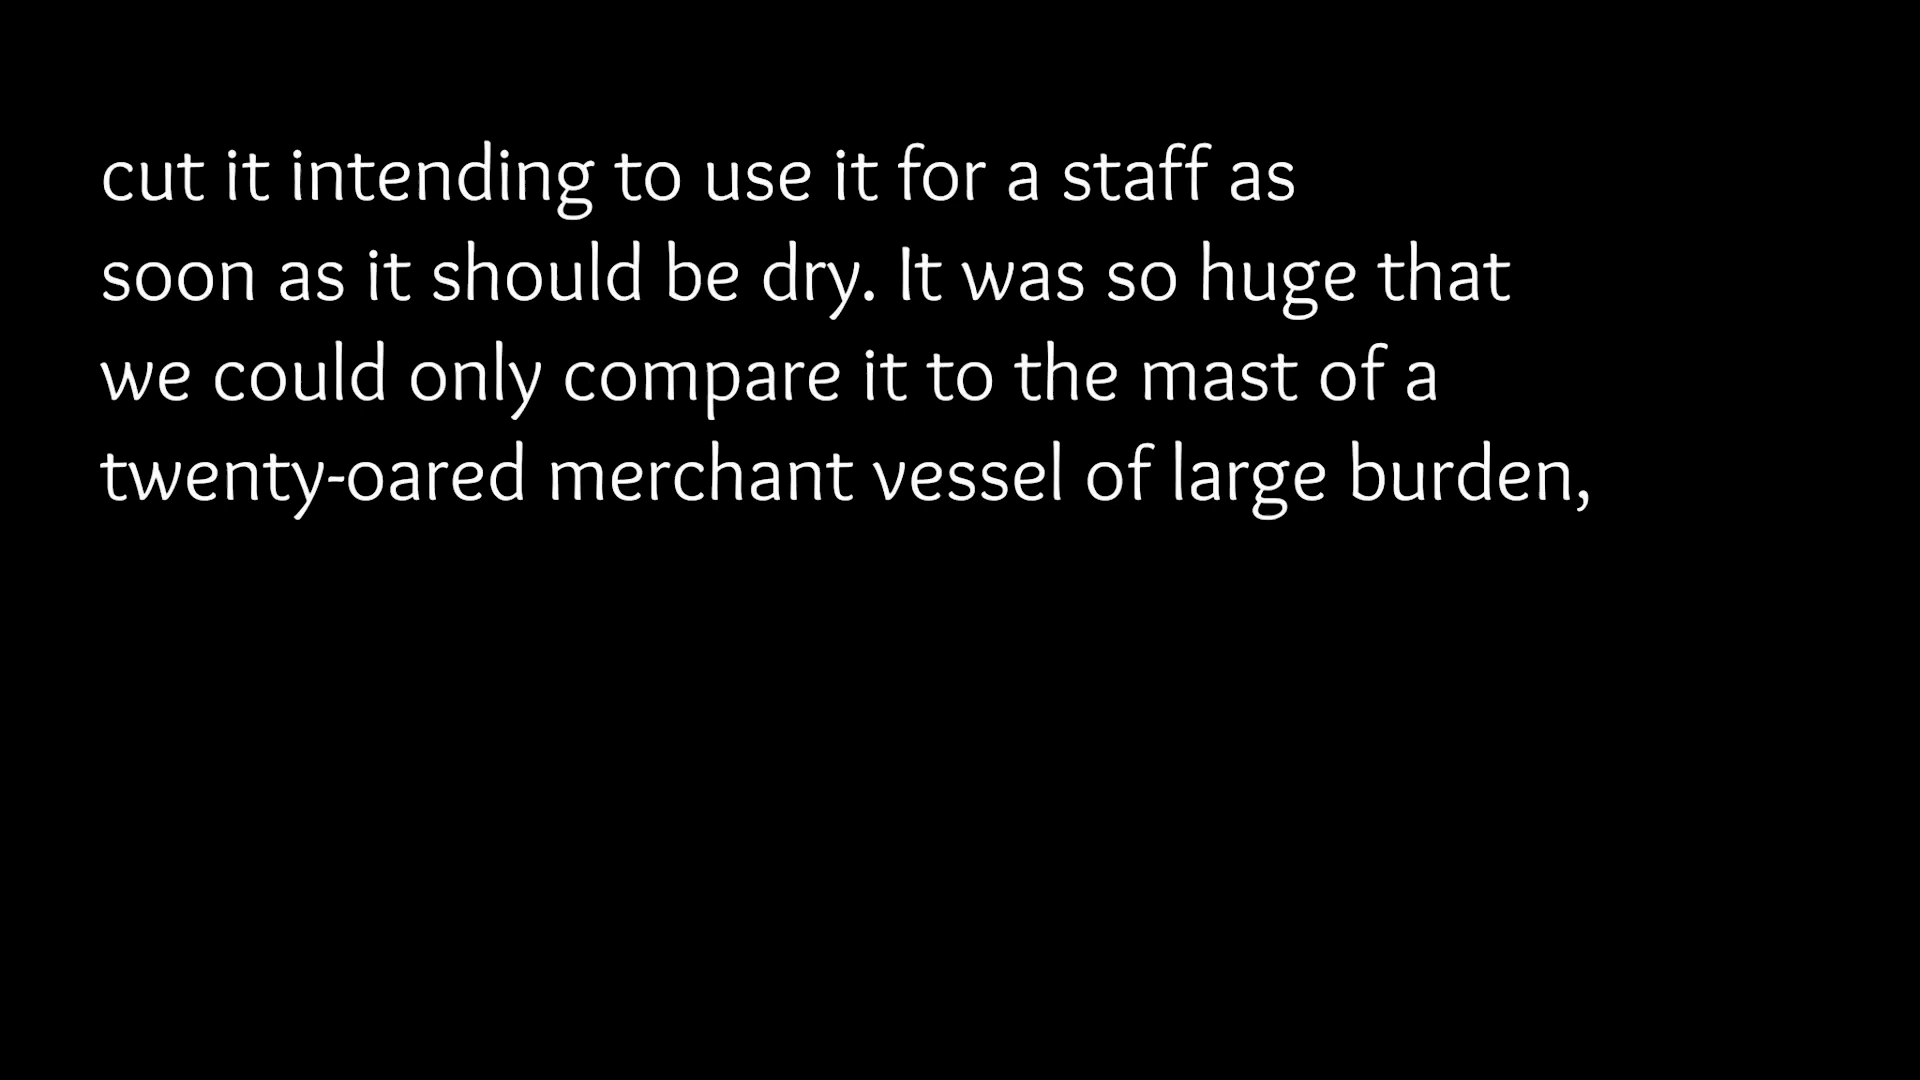 cut it intending to use it for a staff as
soon as it should be dry. It was so huge that
we could only compare it to the mast of a
twenty-oared merchant vessel of large burden,